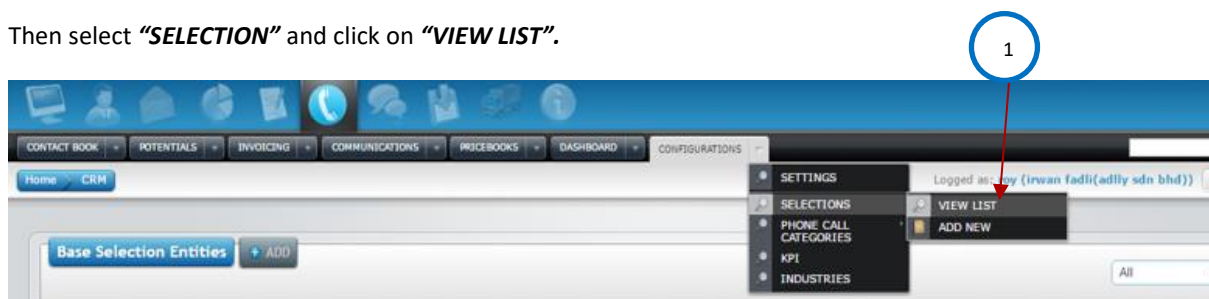 Then select “SELECTION” and click on “VIEW LIST”.
1
CONTACT BOOK
POTENTIALS
INVOICING
COMMUNICATIONS
PRICEBOOKS
DASHBOARD
CONFIGURATIONS
Home CRM
SETTINGS
Logged as: roy (irwan fadli(adlly sdn bhd))
SELECTIONS
VIEW LIST
PHONE CALL
CATEGORIES
ADD NEW
Base Selection Entities + ADD
KPI
All
INDUSTRIES